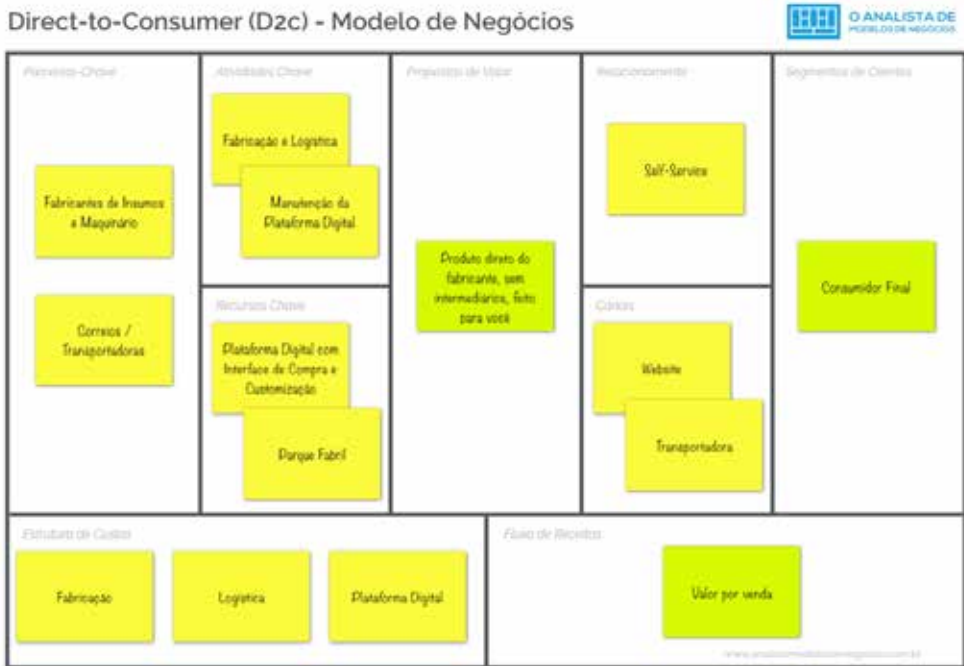 Direct-to-Consumer (D2c) - Modelo de Negócios
O ANALISTA DE
MODELOS DE NEGÓCIOS
Parceiros-Chave
Atividades Chave
Propostas de Valor
Relacionamento
Segmentos de Clientes
Fabricação e Logística
Manutenção da
Plataforma Digital
Fabricantes de Insumos
e Maquinário
Correios /
Transportadoras
Recursos Chave
Plataforma Digital com
Interface de Compra e
Customização
Parque Fabril
Produto direto do
fabricante, sem
intermediários, feito
para você
Self-Service
Canais
Website
Transportadora
Consumidor Final
Estrutura de Custos
Fabricação
Logística
Plataforma Digital
Fluxo de Receitas
Valor por venda